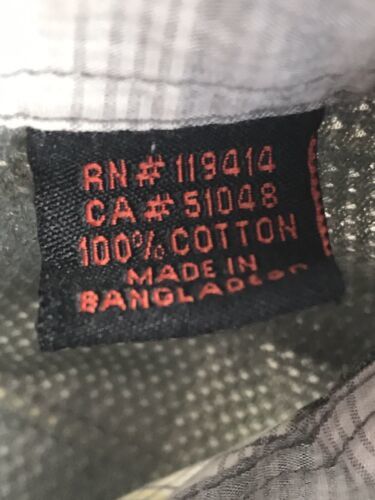 RN# 119414
CA# 51048
100% COTTON
MADE IN
BANGLADESH